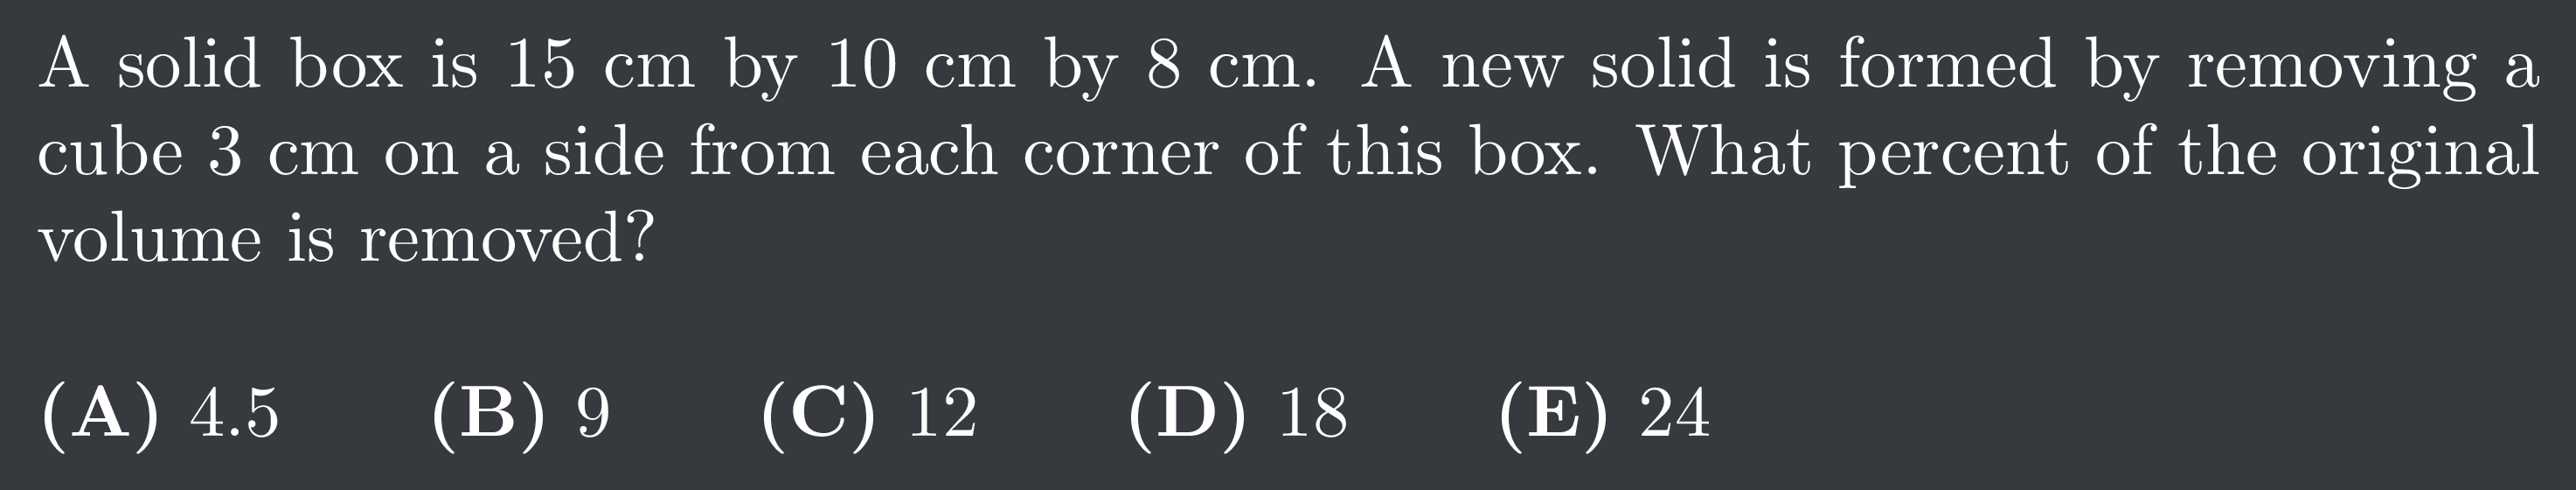 A solid box is 15 cm by 10 cm by 8 cm. A new solid is formed by removing a
cube 3 cm on a side from each corner of this box. What percent of the original
volume is removed?
(A) 4.5 (B) 9 (C) 12 (D) 18 (E) 24